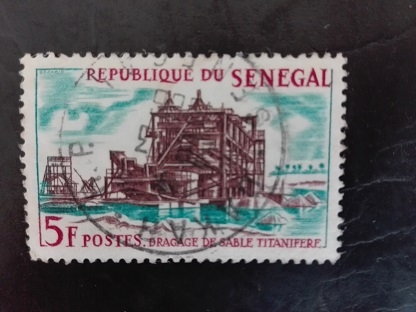 REPUBLIQUE DU SENEGAL
5F POSTES. DRAGAGE DE SABLE TITANIFERE